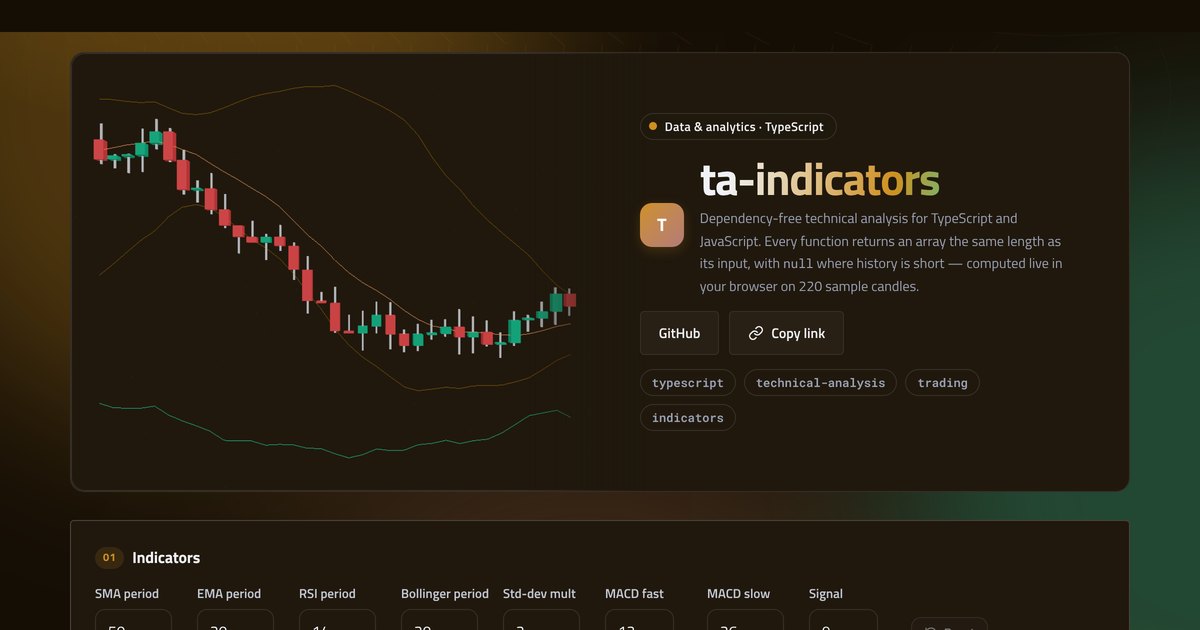 Data & analytics · TypeScript
ta-indicators
T
Dependency-free technical analysis for TypeScript and
JavaScript. Every function returns an array the same length as
its input, with null where history is short — computed live in
your browser on 220 sample candles.
GitHub
Copy link
typescript
technical-analysis
trading
indicators
01
Indicators
SMA period
EMA period
RSI period
Bollinger period
Std-dev mult
MACD fast
MACD slow
Signal